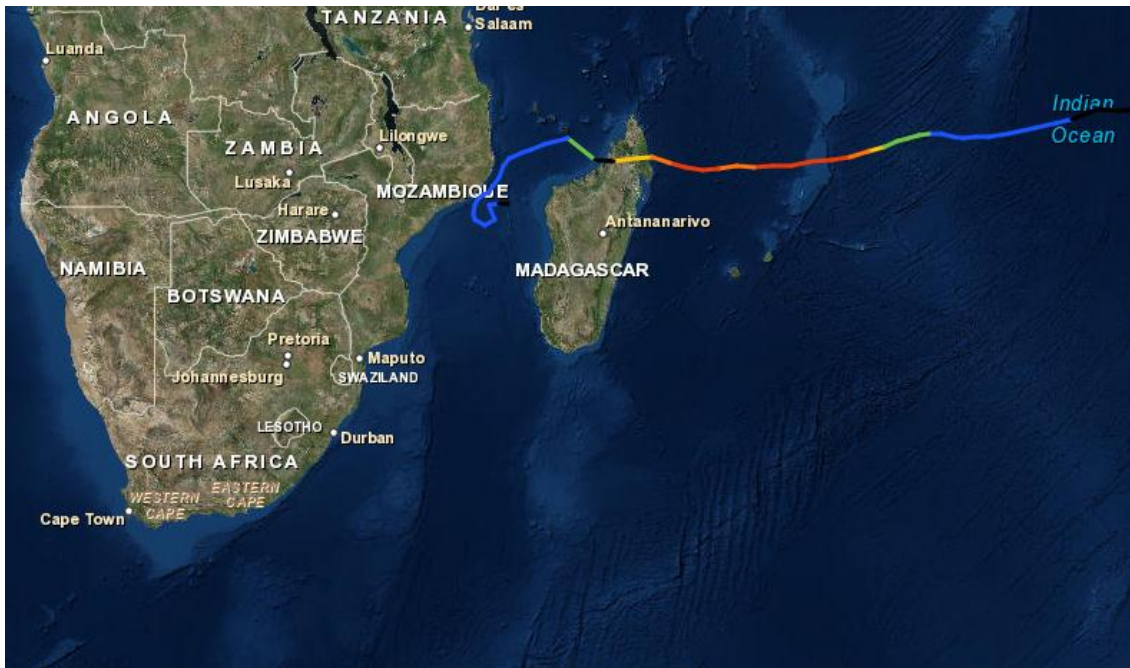 TANZANIA
Dar es
Salaam
Luanda
Indian
Ocean
ANGOLA
Lilongwe
ZAMBIA
Lusaka
MOZAMBIQUE
Harare
ZIMBABWE
Antananarivo
NAMIBIA
MADAGASCAR
BOTSWANA
Pretoria
Maputo
Johannesburg
SWAZILAND
LESOTHO
Durban
SOUTH AFRICA
WESTERN
CAPE
EASTERN
CAPE
Cape Town